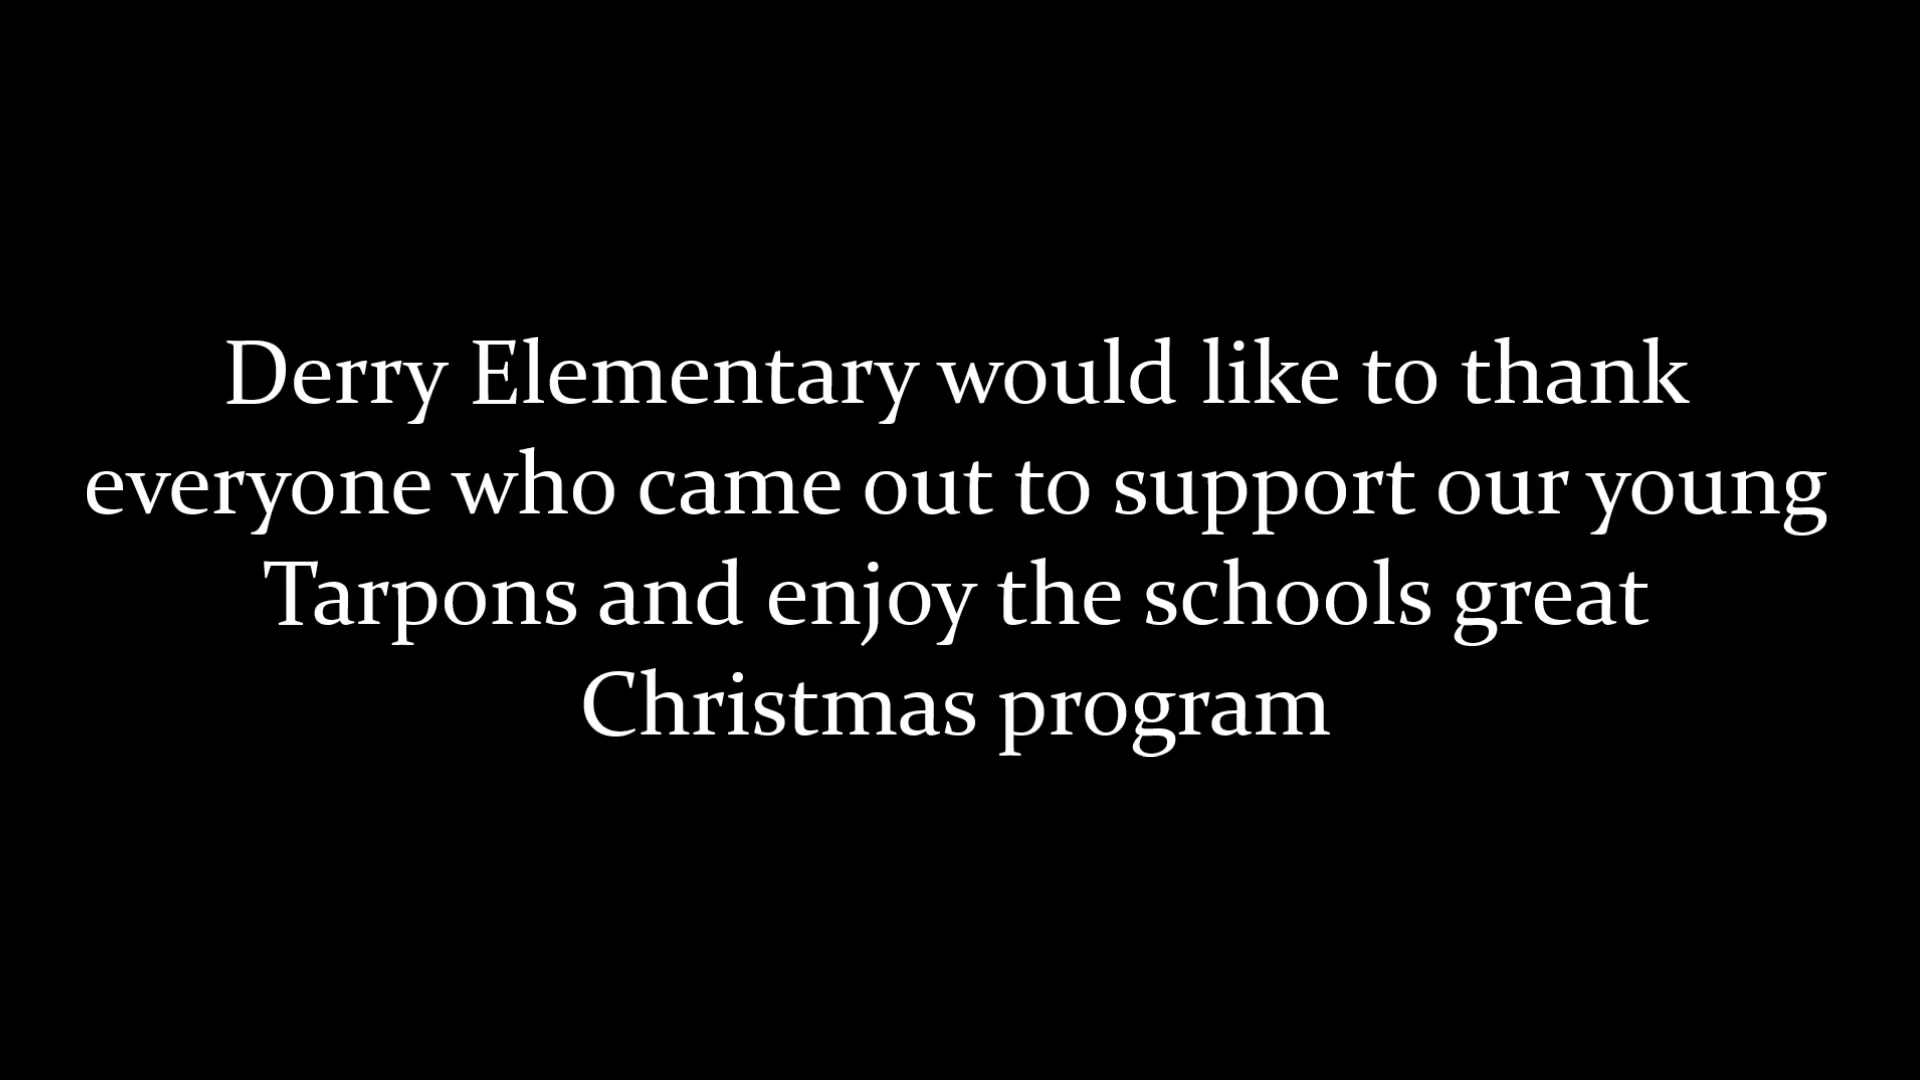 Derry Elementary would like to thank
everyone who came out to support our young
Tarpons and enjoy the schools great
Christmas program